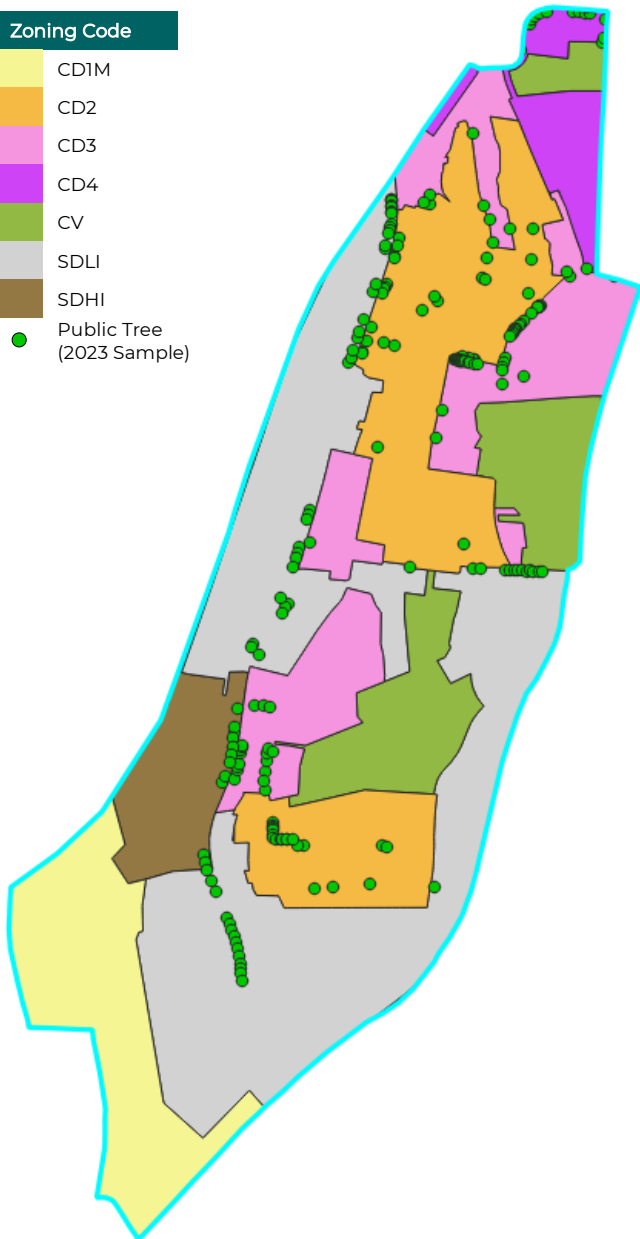 Zoning Code
CD1M
CD2
CD3
CD4
CV
SDLI
SDHI
Public Tree
(2023 Sample)